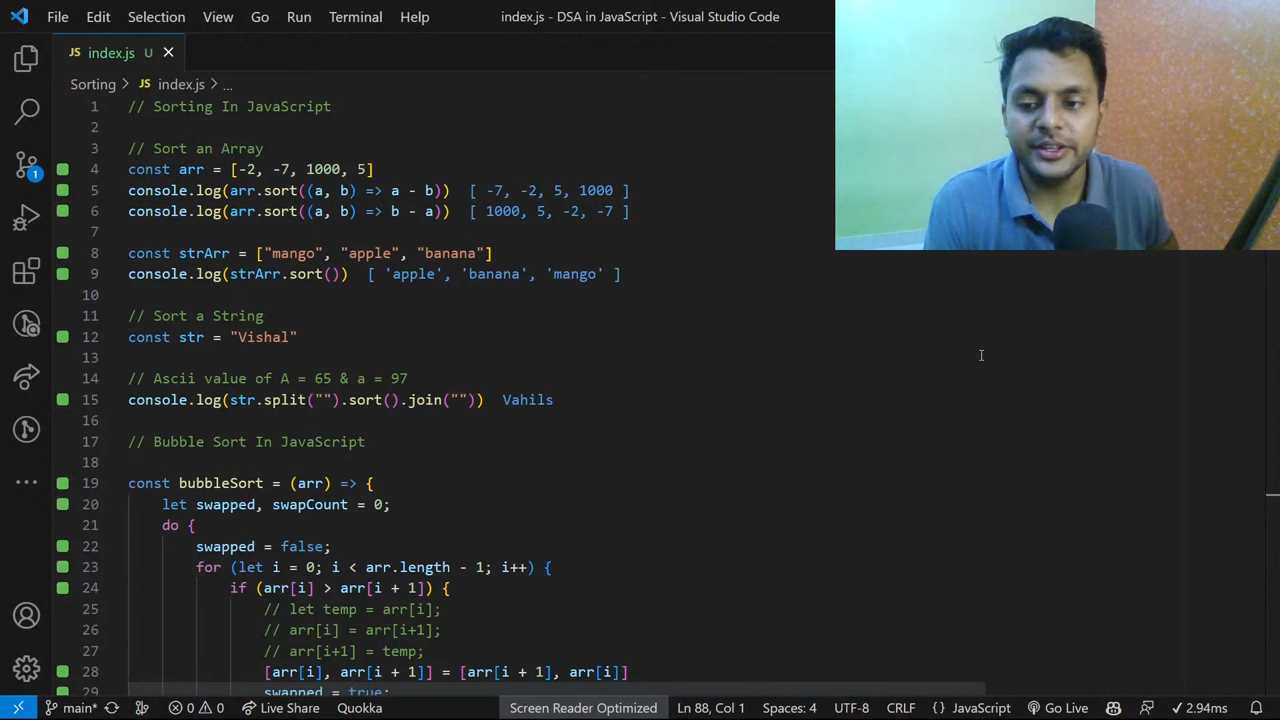 File Edit Selection View Go Run Terminal Help index.js - DSA in JavaScript - Visual Studio Code
JS index.js U
Sorting > JS index.js > ...
1 // Sorting In JavaScript
2
3 // Sort an Array
4 const arr = [-2, -7, 1000, 5]
5 console.log(arr.sort((a, b) => a - b)) [ -7, -2, 5, 1000 ]
6 console.log(arr.sort((a, b) => b - a)) [ 1000, 5, -2, -7 ]
7
8 const strArr = ["mango", "apple", "banana"]
9 console.log(strArr.sort()) [ 'apple', 'banana', 'mango' ]
10
11 // Sort a String
12 const str = "Vishal"
13
14 // Ascii value of A = 65 & a = 97
15 console.log(str.split("").sort().join("")) Vahils
16
17 // Bubble Sort In JavaScript
18
19 const bubbleSort = (arr) => {
20 let swapped, swapCount = 0;
21 do {
22 swapped = false;
23 for (let i = 0; i < arr.length - 1; i++) {
24 if (arr[i] > arr[i + 1]) {
25 // let temp = arr[i];
26 // arr[i] = arr[i+1];
27 // arr[i+1] = temp;
28 [arr[i], arr[i + 1]] = [arr[i + 1], arr[i]]
29 swapped = true;
1
main* 0 0 Live Share Quokka Screen Reader Optimized Ln 88, Col 1 Spaces: 4 UTF-8 CRLF {} JavaScript Go Live 2.94ms